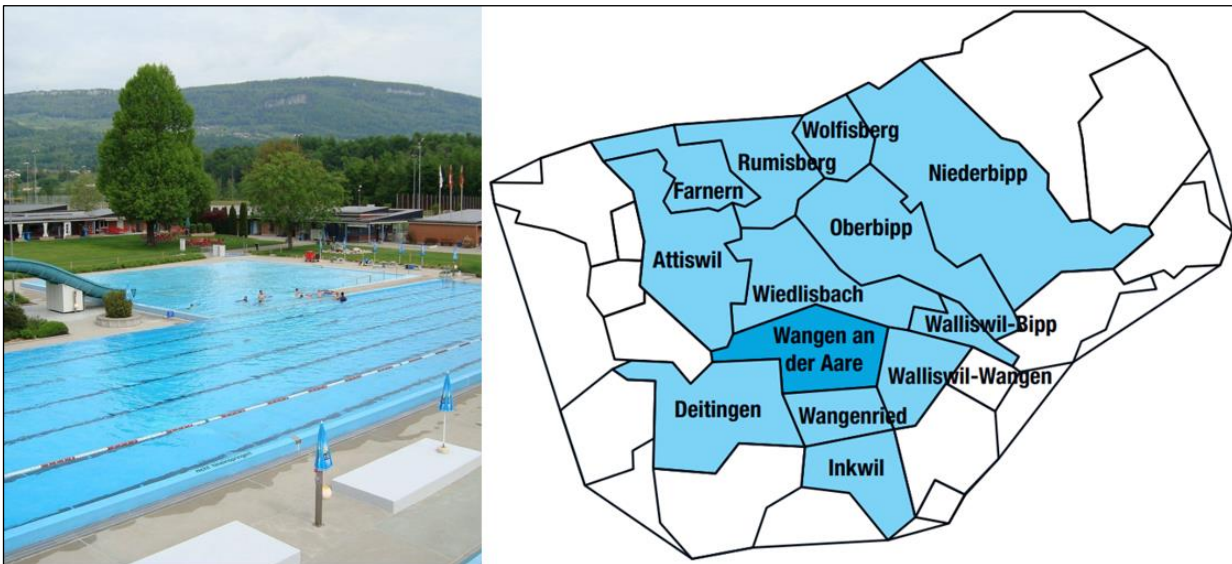 Wolfisberg
Rumisberg
Niederbipp
Farnern
Oberbipp
Attiswil
Wiedlisbach
Walliswil-Bipp
Wangen an
der Aare
Walliswil-Wangen
Deitingen
Wangenried
Inkwil